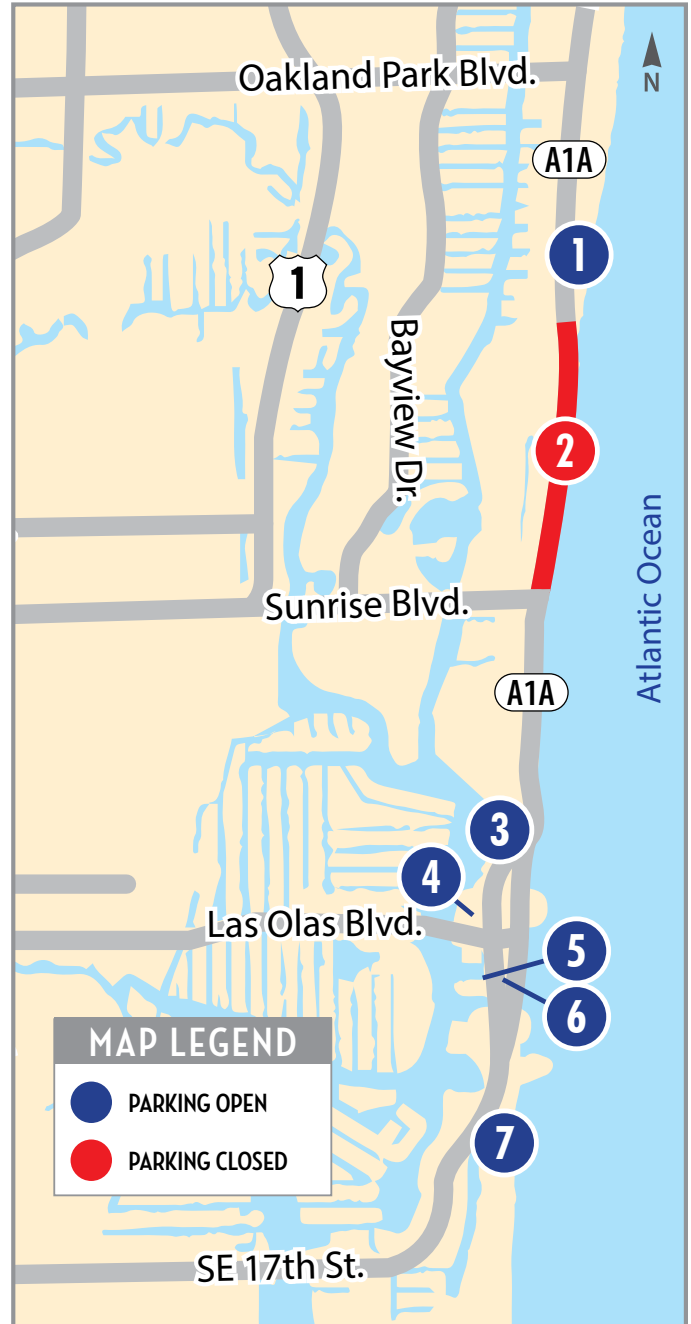 Oakland Park Blvd.
N
A1A
1
1
Bayview Dr.
2
Atlantic Ocean
Sunrise Blvd.
A1A
3
4
Las Olas Blvd.
5
6
MAP LEGEND
PARKING OPEN
PARKING CLOSED
7
SE 17th St.